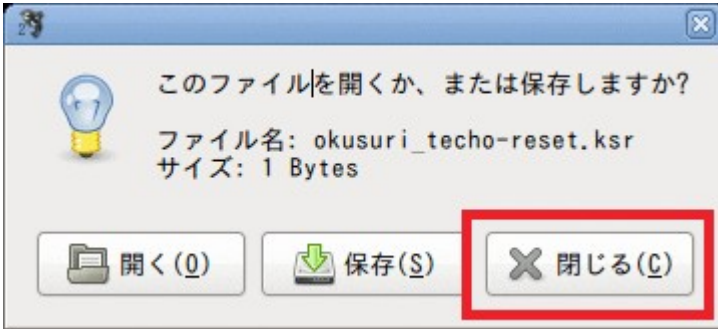 このファイルを開くか、または保存しますか?
ファイル名: okusuri_techo-reset.ksr
サイズ: 1 Bytes
開く(O) 保存(S) 閉じる(C)